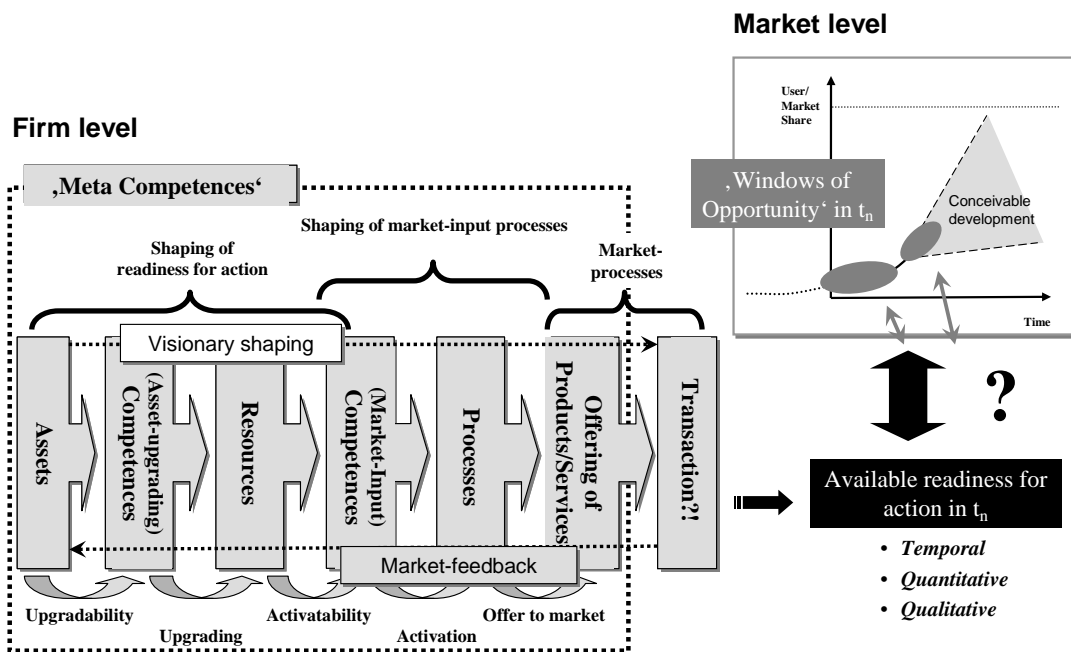 Market level
User/
Market
Share
Firm level
‚Meta Competences‘
‚Windows of
Opportunity‘ in tn
Conceivable
development
Time
Shaping of market-input processes
Shaping of
readiness for action
Market-
processes
Visionary shaping
Assets
(Asset-upgrading)
Competences
Resources
(Market-Input)
Competences
Processes
Offering of
Products/Services
Transaction?!
?
Available readiness for
action in tn
• Temporal
• Quantitative
• Qualitative
Market-feedback
Upgradability
Upgrading
Activatability
Activation
Offer to market